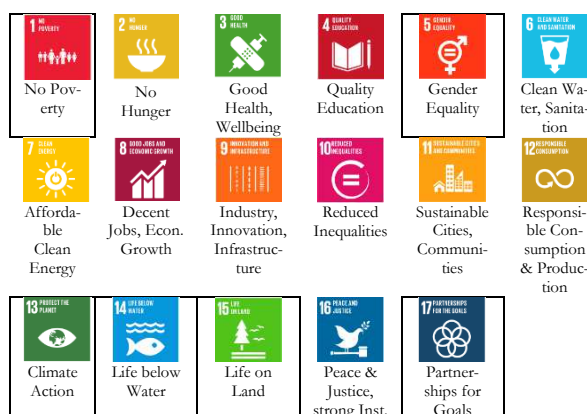 1 NO POVERTY
2 NO HUNGER
3 GOOD HEALTH
4 QUALITY EDUCATION
5 GENDER EQUALITY
6 CLEAN WATER AND SANITATION
No Pov-
erty
No
Hunger
Good
Health,
Wellbeing
Quality
Education
Gender
Equality
Clean Wa-
ter, Sanita-
tion
7 CLEAN ENERGY
8 GOOD JOBS AND ECONOMIC GROWTH
9 INNOVATION AND INFRASTRUCTURE
10 REDUCED INEQUALITIES
11 SUSTAINABLE CITIES AND COMMUNITIES
12 RESPONSIBLE CONSUMPTION
Afforda-
ble
Clean
Energy
Decent
Jobs, Econ.
Growth
Industry,
Innovation,
Infrastruc-
ture
Reduced
Inequalities
Sustainable
Cities,
Communi-
ties
Responsi-
ble Con-
sumption
& Produc-
tion
13 PROTECT THE PLANET
14 LIFE BELOW WATER
15 LIFE ON LAND
16 PEACE AND JUSTICE
17 PARTNERSHIPS FOR THE GOALS
Climate
Action
Life below
Water
Life on
Land
Peace &
Justice,
strong Inst.
Partner-
ships for
Goals